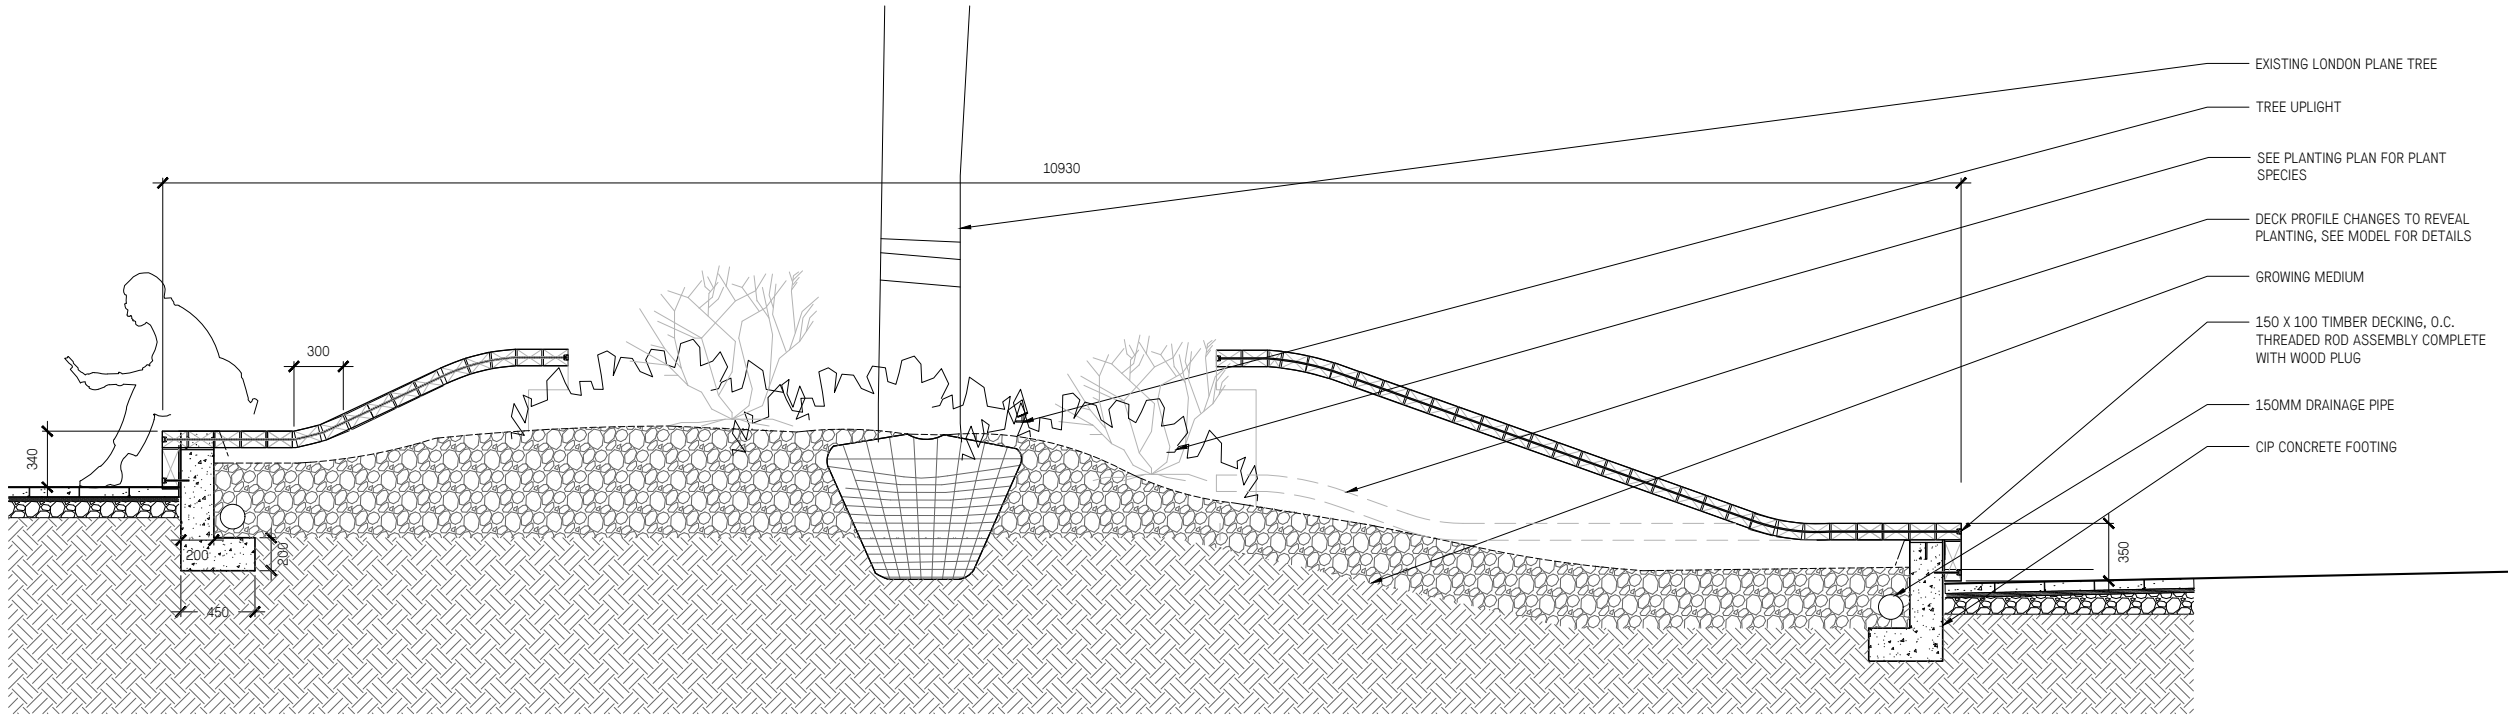 EXISTING LONDON PLANE TREE
TREE UPLIGHT
10930
SEE PLANTING PLAN FOR PLANT
SPECIES
DECK PROFILE CHANGES TO REVEAL
PLANTING, SEE MODEL FOR DETAILS
GROWING MEDIUM
150 X 100 TIMBER DECKING, O.C.
THREADED ROD ASSEMBLY COMPLETE
WITH WOOD PLUG
300
150MM DRAINAGE PIPE
CIP CONCRETE FOOTING
340
200
200
350
450